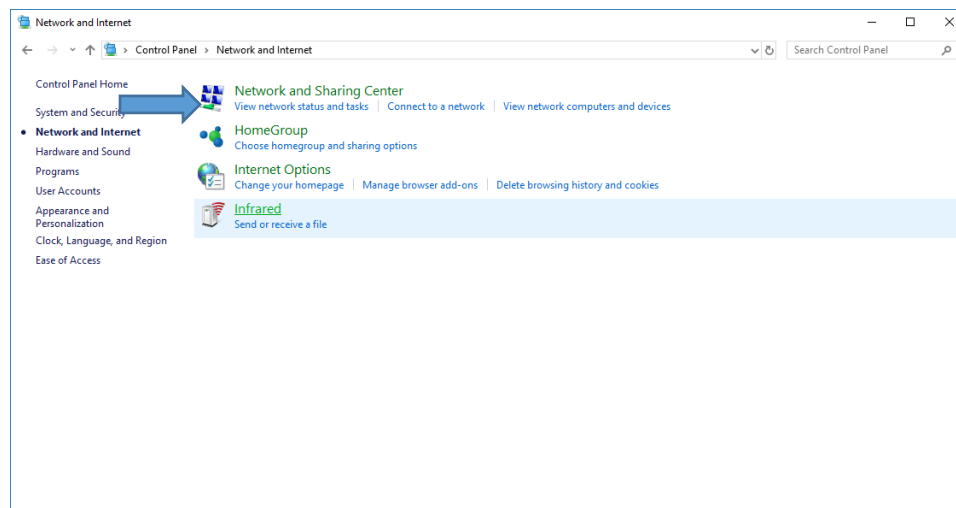 Network and Internet
Control Panel > Network and Internet
Search Control Panel
Control Panel Home
System and Security
Network and Internet
Hardware and Sound
Programs
User Accounts
Appearance and
Personalization
Clock, Language, and Region
Ease of Access
Network and Sharing Center
View network status and tasks | Connect to a network | View network computers and devices
HomeGroup
Choose homegroup and sharing options
Internet Options
Change your homepage | Manage browser add-ons | Delete browsing history and cookies
Infrared
Send or receive a file